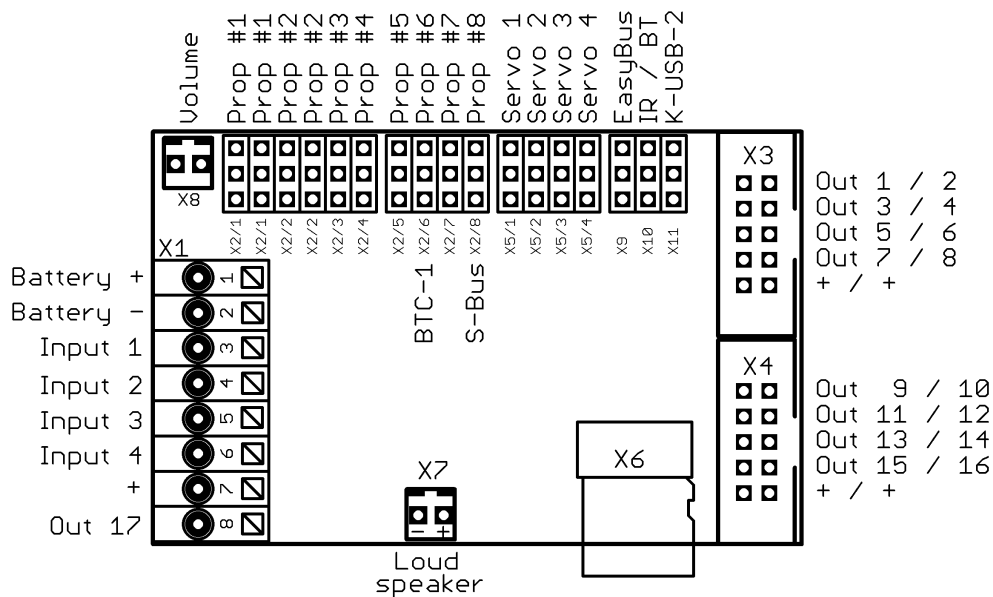 Volume
Prop #1
Prop #1
Prop #2
Prop #2
Prop #3
Prop #4
Prop #5
Prop #6
Prop #7
Prop #8
Servo 1
Servo 2
Servo 3
Servo 4
EasyBus
IR / BT
K-USB-2
X8
X2/1
X2/1
X2/2
X2/2
X2/3
X2/4
X2/5
X2/6
X2/7
X2/8
X5/1
X5/2
X5/3
X5/4
X9
X10
X11
BTC-1
S-Bus
X3
Out 1 / 2
Out 3 / 4
Out 5 / 6
Out 7 / 8
+ / +
X1
Battery + 1
Battery - 2
Input 1 3
Input 2 4
Input 3 5
Input 4 6
+ 7
Out 17 8
X4
Out 9 / 10
Out 11 / 12
Out 13 / 14
Out 15 / 16
+ / +
X7
- +
Loud
speaker
X6